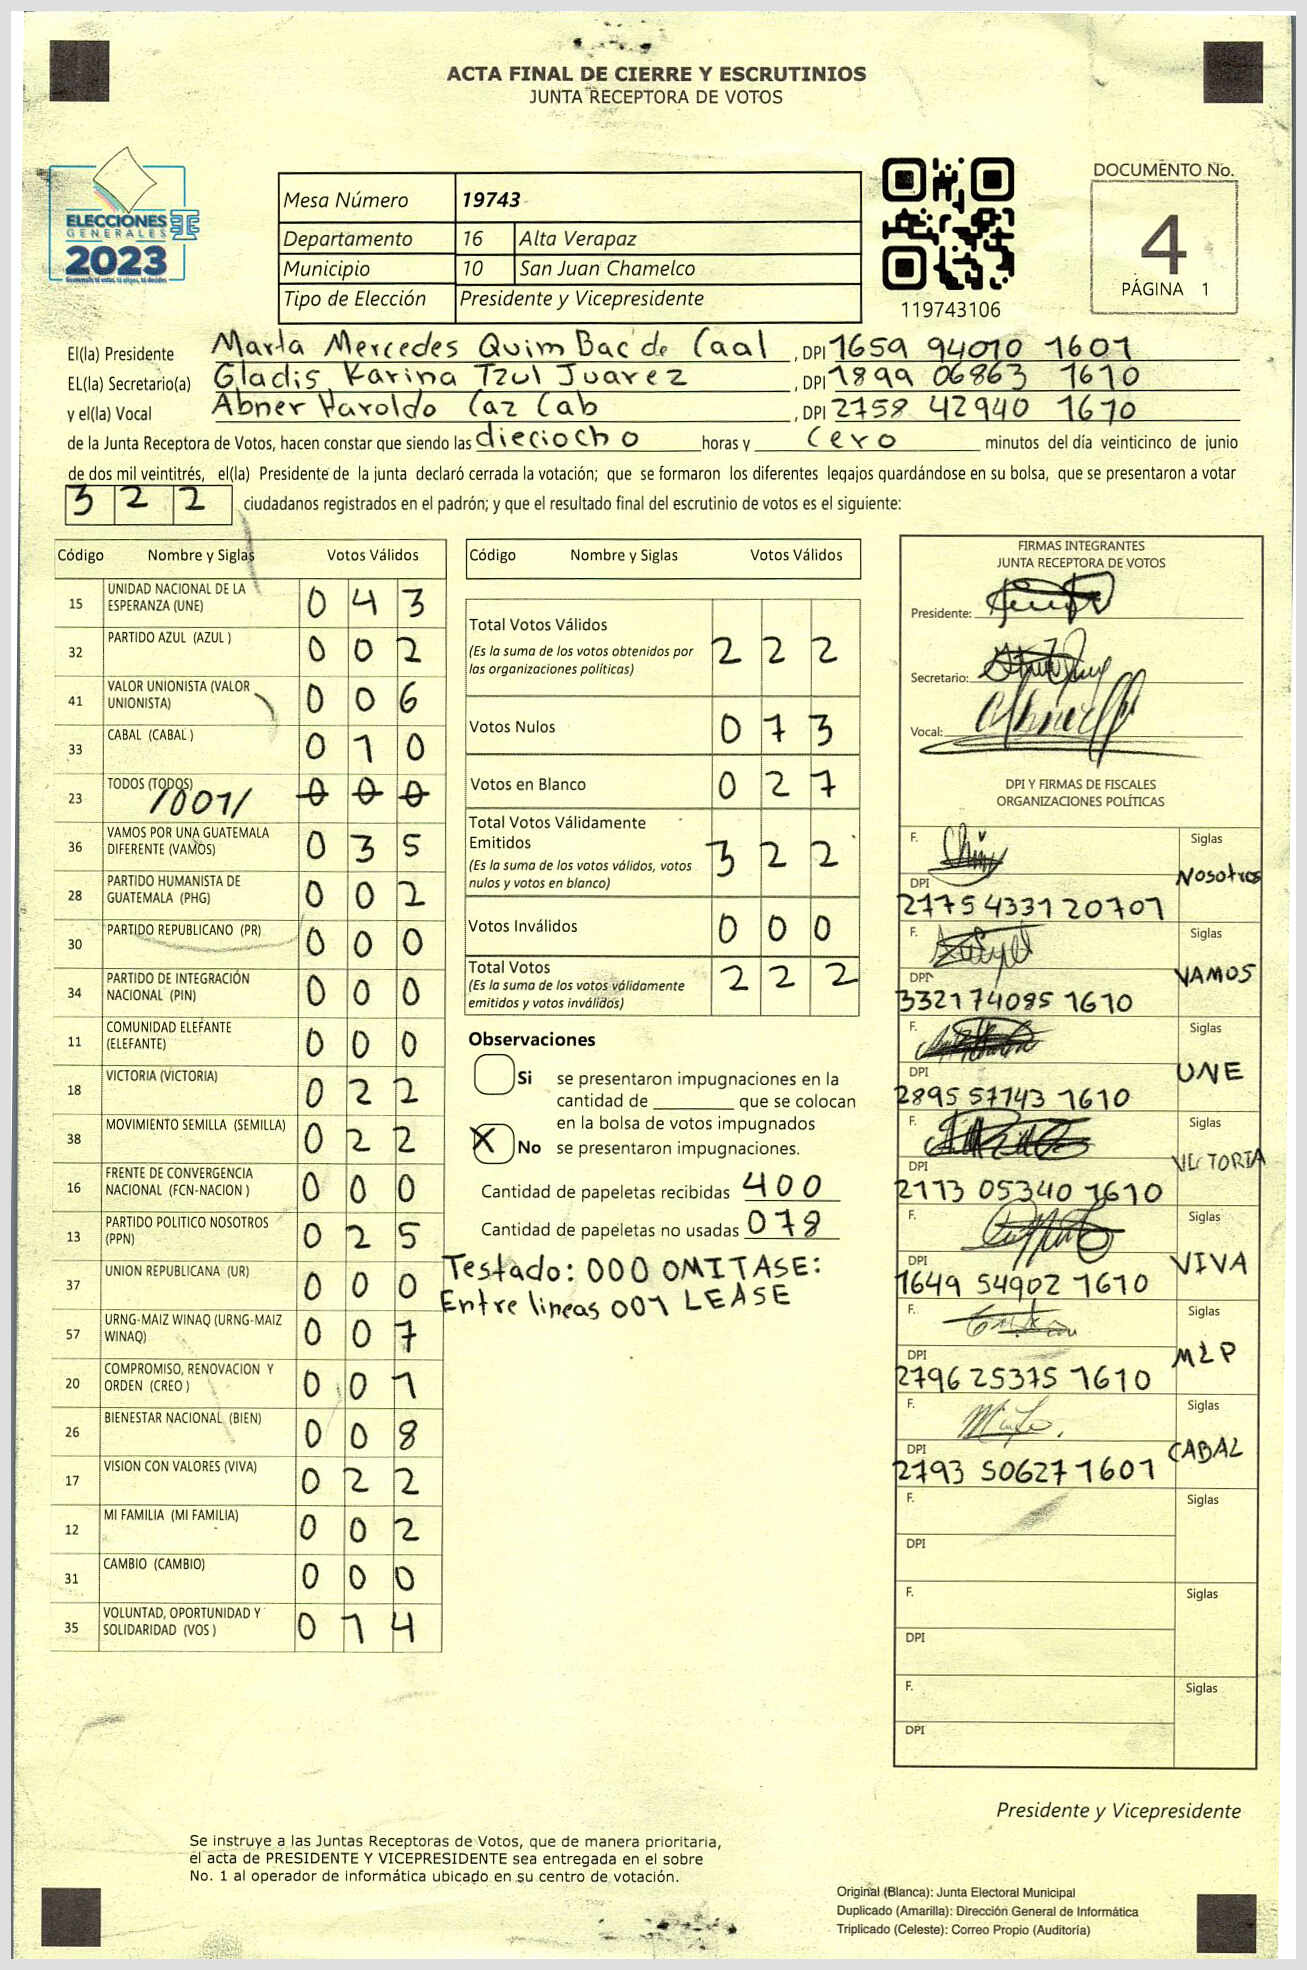 ACTA FINAL DE CIERRE Y ESCRUTINIOS
JUNTA RECEPTORA DE VOTOS
ELECCIONES
GENERALES
2023
Mesa Número 19743
Departamento 16 Alta Verapaz
Municipio 10 San Juan Chamelco
Tipo de Elección Presidente y Vicepresidente
119743106
DOCUMENTO No.
4
PÁGINA 1
El(la) Presidente Marta Mercedes Quim Bac de Caal , DPI 1659 94010 1601
EL(la) Secretario(a) Gladis Karina Tzul Juarez , DPI 1899 06863 1610
y el(la) Vocal Abner Haroldo Caz Cab , DPI 2758 42940 1610
de la Junta Receptora de Votos, hacen constar que siendo las dieciocho horas y cero minutos del día veinticinco de junio
de dos mil veintitrés, el(la) Presidente de la junta declaró cerrada la votación; que se formaron los diferentes legajos quardándose en su bolsa, que se presentaron a votar
322 ciudadanos registrados en el padrón; y que el resultado final del escrutinio de votos es el siguiente:
Código Nombre y Siglas Votos Válidos
15 UNIDAD NACIONAL DE LA ESPERANZA (UNE) 0 4 3
32 PARTIDO AZUL (AZUL ) 0 0 2
41 VALOR UNIONISTA (VALOR UNIONISTA) 0 0 6
33 CABAL (CABAL ) 0 1 0
23 TODOS (TODOS) /001/ 0 0 0
36 VAMOS POR UNA GUATEMALA DIFERENTE (VAMOS) 0 3 5
28 PARTIDO HUMANISTA DE GUATEMALA (PHG) 0 0 2
30 PARTIDO REPUBLICANO (PR) 0 0 0
34 PARTIDO DE INTEGRACIÓN NACIONAL (PIN) 0 0 0
11 COMUNIDAD ELEFANTE (ELEFANTE) 0 0 0
18 VICTORIA (VICTORIA) 0 2 2
38 MOVIMIENTO SEMILLA (SEMILLA) 0 2 2
16 FRENTE DE CONVERGENCIA NACIONAL (FCN-NACION ) 0 0 0
13 PARTIDO POLITICO NOSOTROS (PPN) 0 2 5
37 UNION REPUBLICANA (UR) 0 0 0
57 URNG-MAIZ WINAQ (URNG-MAIZ WINAQ) 0 0 7
20 COMPROMISO, RENOVACION Y ORDEN (CREO ) 0 0 1
26 BIENESTAR NACIONAL (BIEN) 0 0 8
17 VISION CON VALORES (VIVA) 0 2 2
12 MI FAMILIA (MI FAMILIA) 0 0 2
31 CAMBIO (CAMBIO) 0 0 0
35 VOLUNTAD, OPORTUNIDAD Y SOLIDARIDAD (VOS ) 0 1 4
Código Nombre y Siglas Votos Válidos
Total Votos Válidos 2 2 2
(Es la suma de los votos obtenidos por
las organizaciones políticas)
Votos Nulos 0 7 3
Votos en Blanco 0 2 7
Total Votos Válidamente
Emitidos 3 2 2
(Es la suma de los votos válidos, votos
nulos y votos en blanco)
Votos Inválidos 0 0 0
Total Votos 2 2 2
(Es la suma de los votos válidamente
emitidos y votos inválidos)
Observaciones
Si se presentaron impugnaciones en la
cantidad de ________ que se colocan
en la bolsa de votos impugnados
X No se presentaron impugnaciones.
Cantidad de papeletas recibidas 400
Cantidad de papeletas no usadas 078
Testado: 000 OMITASE:
Entre lineas 001 LEASE
FIRMAS INTEGRANTES
JUNTA RECEPTORA DE VOTOS
Presidente:
Secretario:
Vocal:
DPI Y FIRMAS DE FISCALES
ORGANIZACIONES POLÍTICAS
F. Siglas
Nosotros
DPI
2775 4331 20701
F. Siglas
VAMOS
DPI
3321 74085 1610
F. Siglas
UNE
DPI
2895 57743 1610
F. Siglas
VICTORIA
DPI
2113 05340 1610
F. Siglas
VIVA
DPI
1649 54902 1610
F. Siglas
MLP
DPI
2796 25375 1610
F. Siglas
CABAL
DPI
2793 50627 1601
F. Siglas
DPI
F. Siglas
DPI
F. Siglas
DPI
Presidente y Vicepresidente
Se instruye a las Juntas Receptoras de Votos, que de manera prioritaria,
el acta de PRESIDENTE Y VICEPRESIDENTE sea entregada en el sobre
No. 1 al operador de informática ubicado en su centro de votación.
Original (Blanca): Junta Electoral Municipal
Duplicado (Amarilla): Dirección General de Informática
Triplicado (Celeste): Correo Propio (Auditoría)